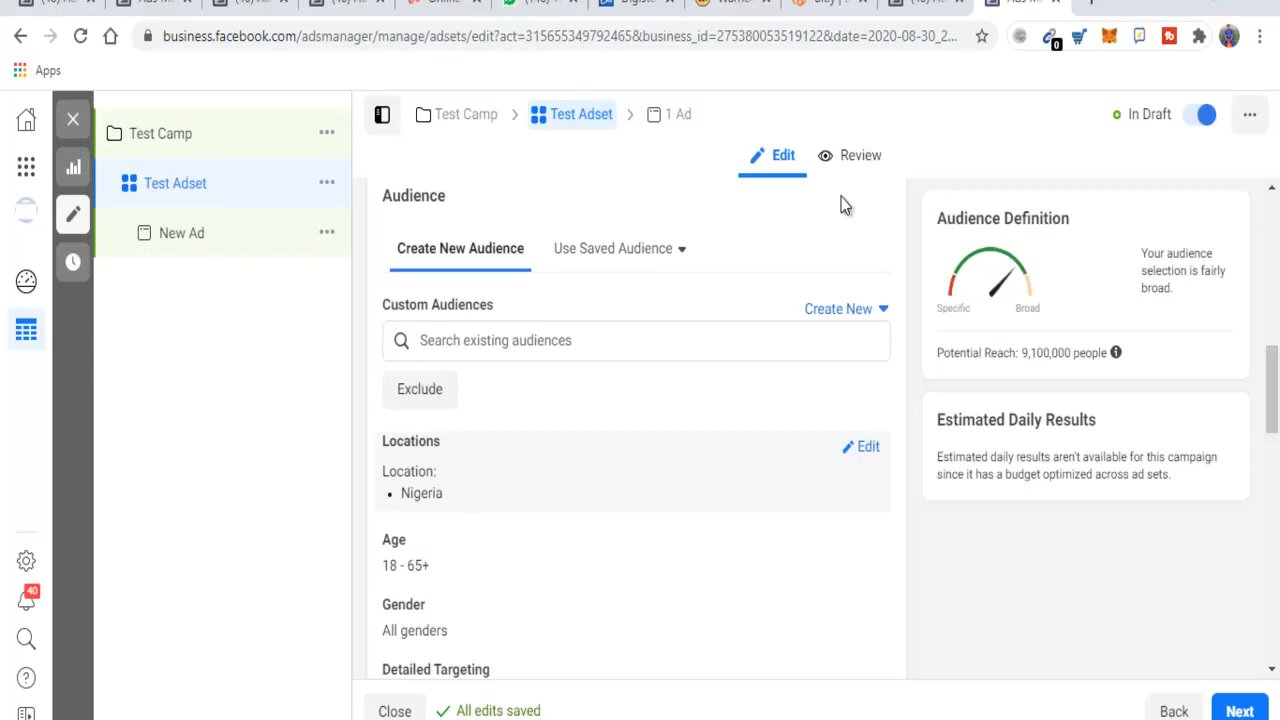 business.facebook.com/adsmanager/manage/adsets/edit?act=315655349792465&business_id=275380053519122&date=2020-08-30_2...
0
Apps
Test Camp
Test Adset
New Ad
Test Camp
Test Adset
1 Ad
In Draft
Edit
Review
Audience
Create New Audience
Use Saved Audience
Custom Audiences
Create New
Search existing audiences
Exclude
Locations
Edit
Location:
Nigeria
Age
18 - 65+
Gender
All genders
Detailed Targeting
Audience Definition
Specific
Broad
Your audience
selection is fairly
broad.
Potential Reach: 9,100,000 people
Estimated Daily Results
Estimated daily results aren't available for this campaign
since it has a budget optimized across ad sets.
40
Close
All edits saved
Back
Next